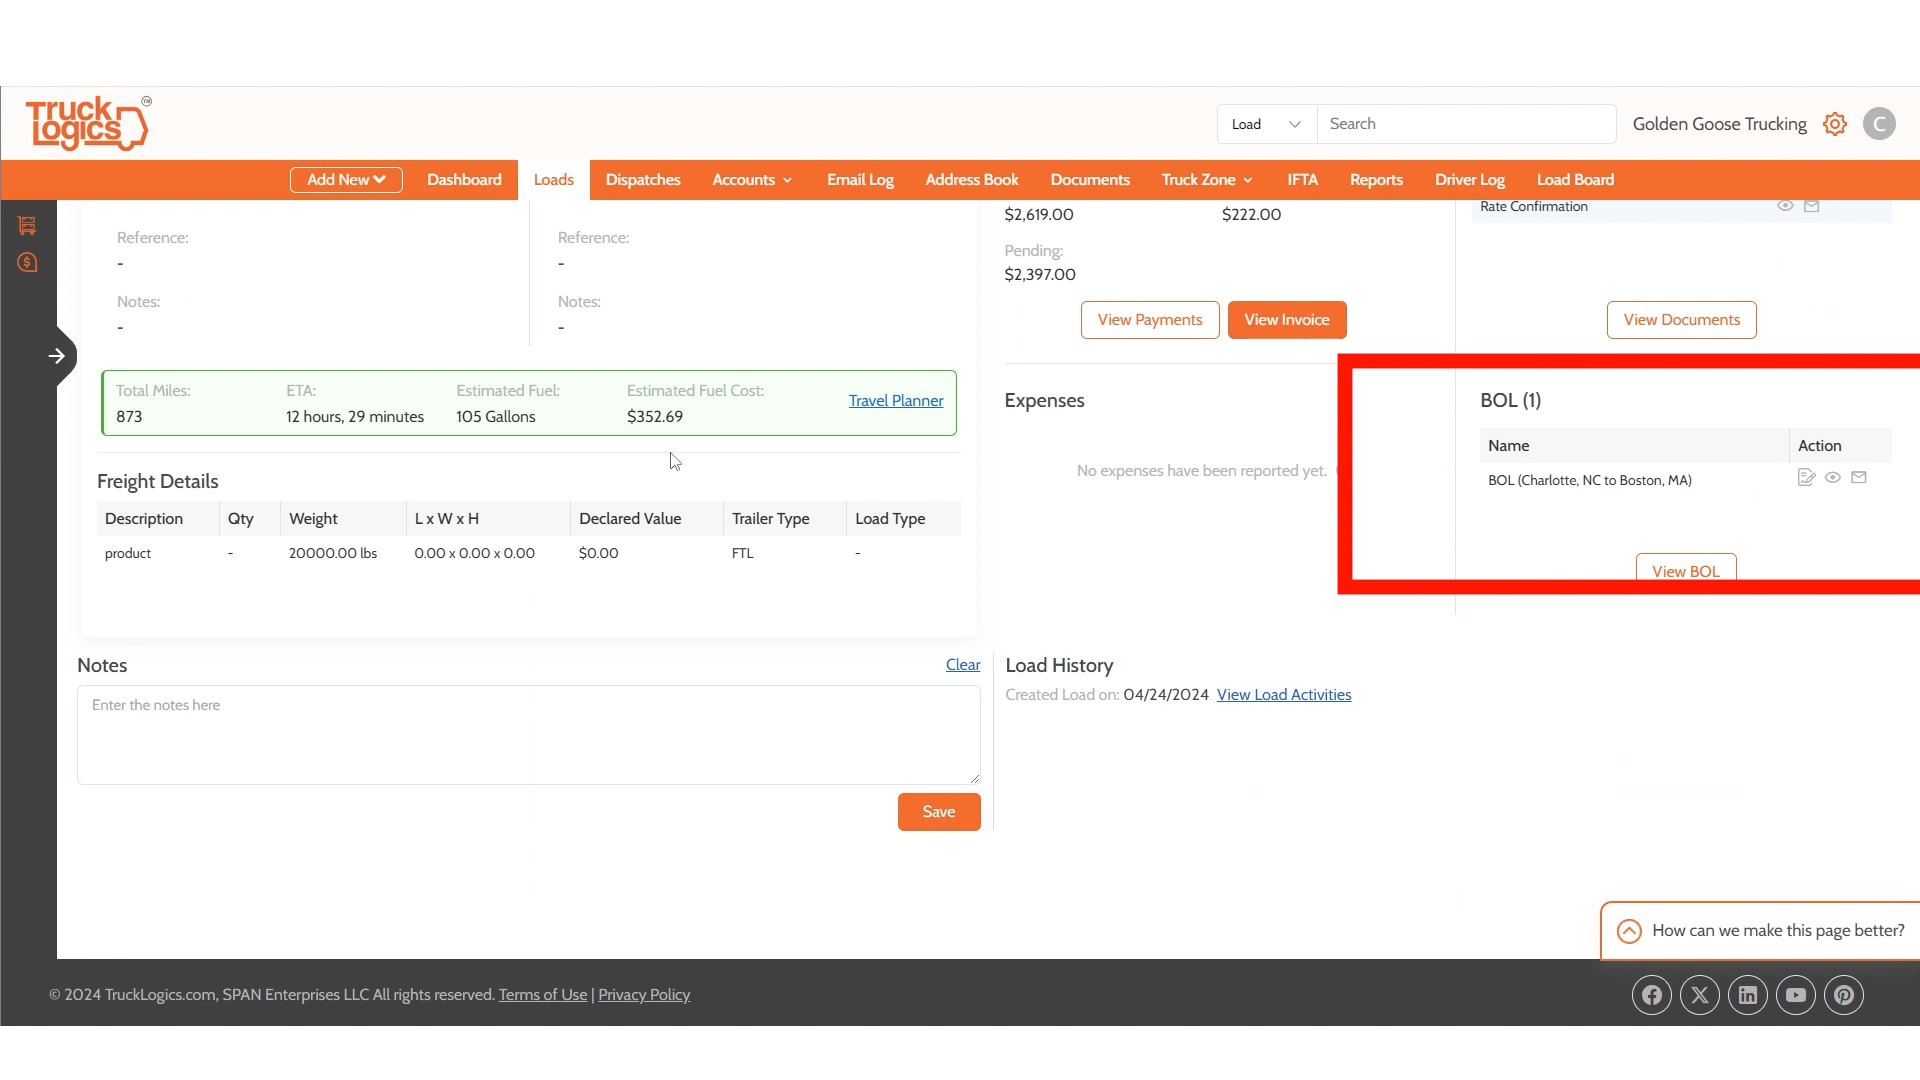 Truck Logics TM
Load
Search
Golden Goose Trucking
C
Add New
Dashboard
Loads
Dispatches
Accounts
Email Log
Address Book
Documents
Truck Zone
IFTA
Reports
Driver Log
Load Board
Reference:
-
Notes:
-
Reference:
-
Notes:
-
Total Miles:
873
ETA:
12 hours, 29 minutes
Estimated Fuel:
105 Gallons
Estimated Fuel Cost:
$352.69
Travel Planner
Freight Details
Description Qty Weight L x W x H Declared Value Trailer Type Load Type
product - 20000.00 lbs 0.00 x 0.00 x 0.00 $0.00 FTL -
Notes
Clear
Enter the notes here
Save
$2,619.00
$222.00
Pending:
$2,397.00
View Payments
View Invoice
Rate Confirmation
View Documents
Expenses
No expenses have been reported yet.
BOL (1)
Name Action
BOL (Charlotte, NC to Boston, MA)
View BOL
Load History
Created Load on: 04/24/2024 View Load Activities
How can we make this page better?
© 2024 TruckLogics.com, SPAN Enterprises LLC All rights reserved. Terms of Use | Privacy Policy